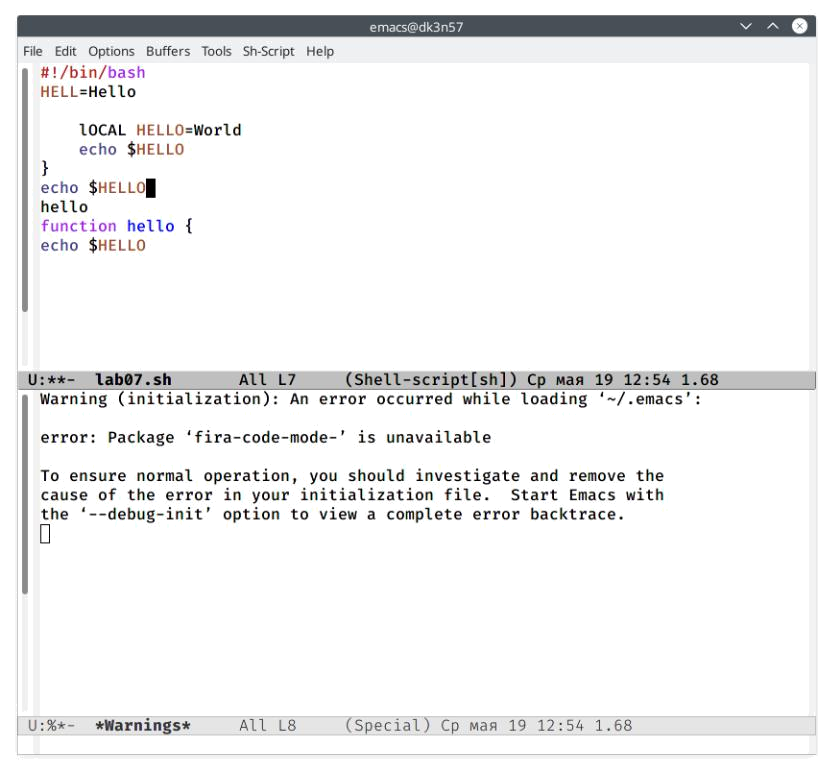 emacs@dk3n57
File Edit Options Buffers Tools Sh-Script Help
#!/bin/bash
HELL=Hello
    lOCAL HELLO=World
    echo $HELLO
}
echo $HELLO
hello
function hello {
echo $HELLO
U:**-  lab07.sh       All L7     (Shell-script[sh]) Ср мая 19 12:54 1.68
Warning (initialization): An error occurred while loading ‘~/.emacs’:
error: Package ‘fira-code-mode-’ is unavailable
To ensure normal operation, you should investigate and remove the
cause of the error in your initialization file.  Start Emacs with
the ‘--debug-init’ option to view a complete error backtrace.
U:%*-  *Warnings*     All L8     (Special) Ср мая 19 12:54 1.68